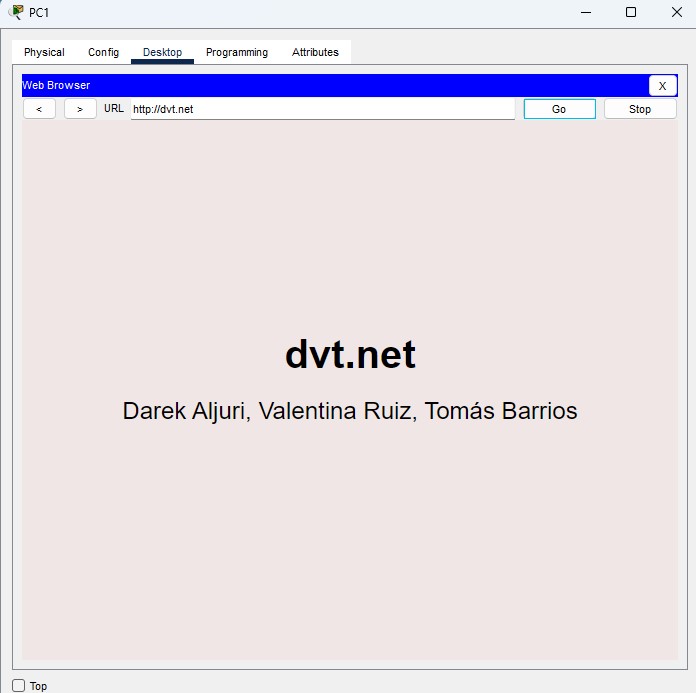 PC1
Physical Config Desktop Programming Attributes
Web Browser X
< > URL http://dvt.net Go Stop
dvt.net
Darek Aljuri, Valentina Ruiz, Tomás Barrios
Top